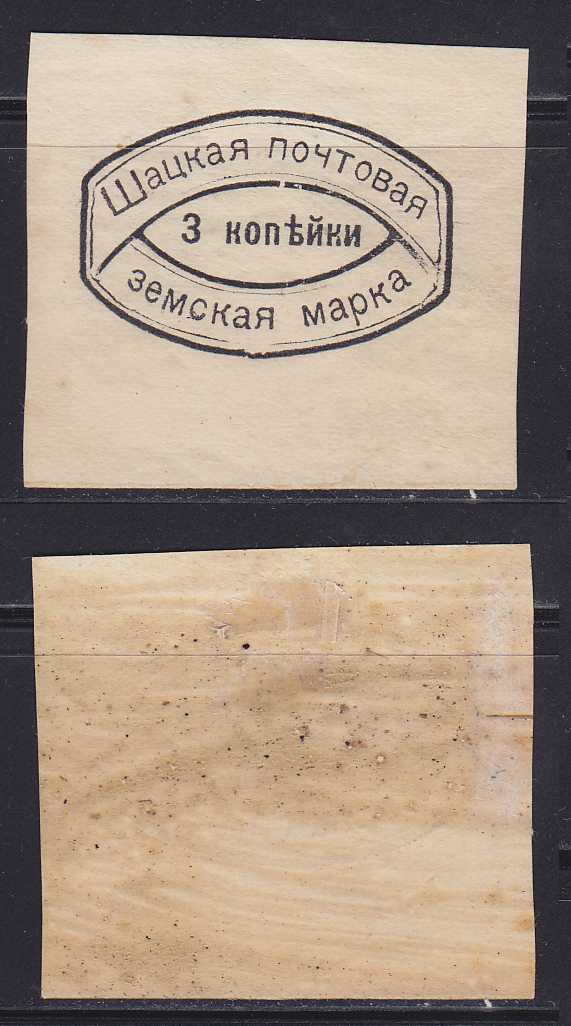 Шацкая почтовая
3 копѣйки
земская марка